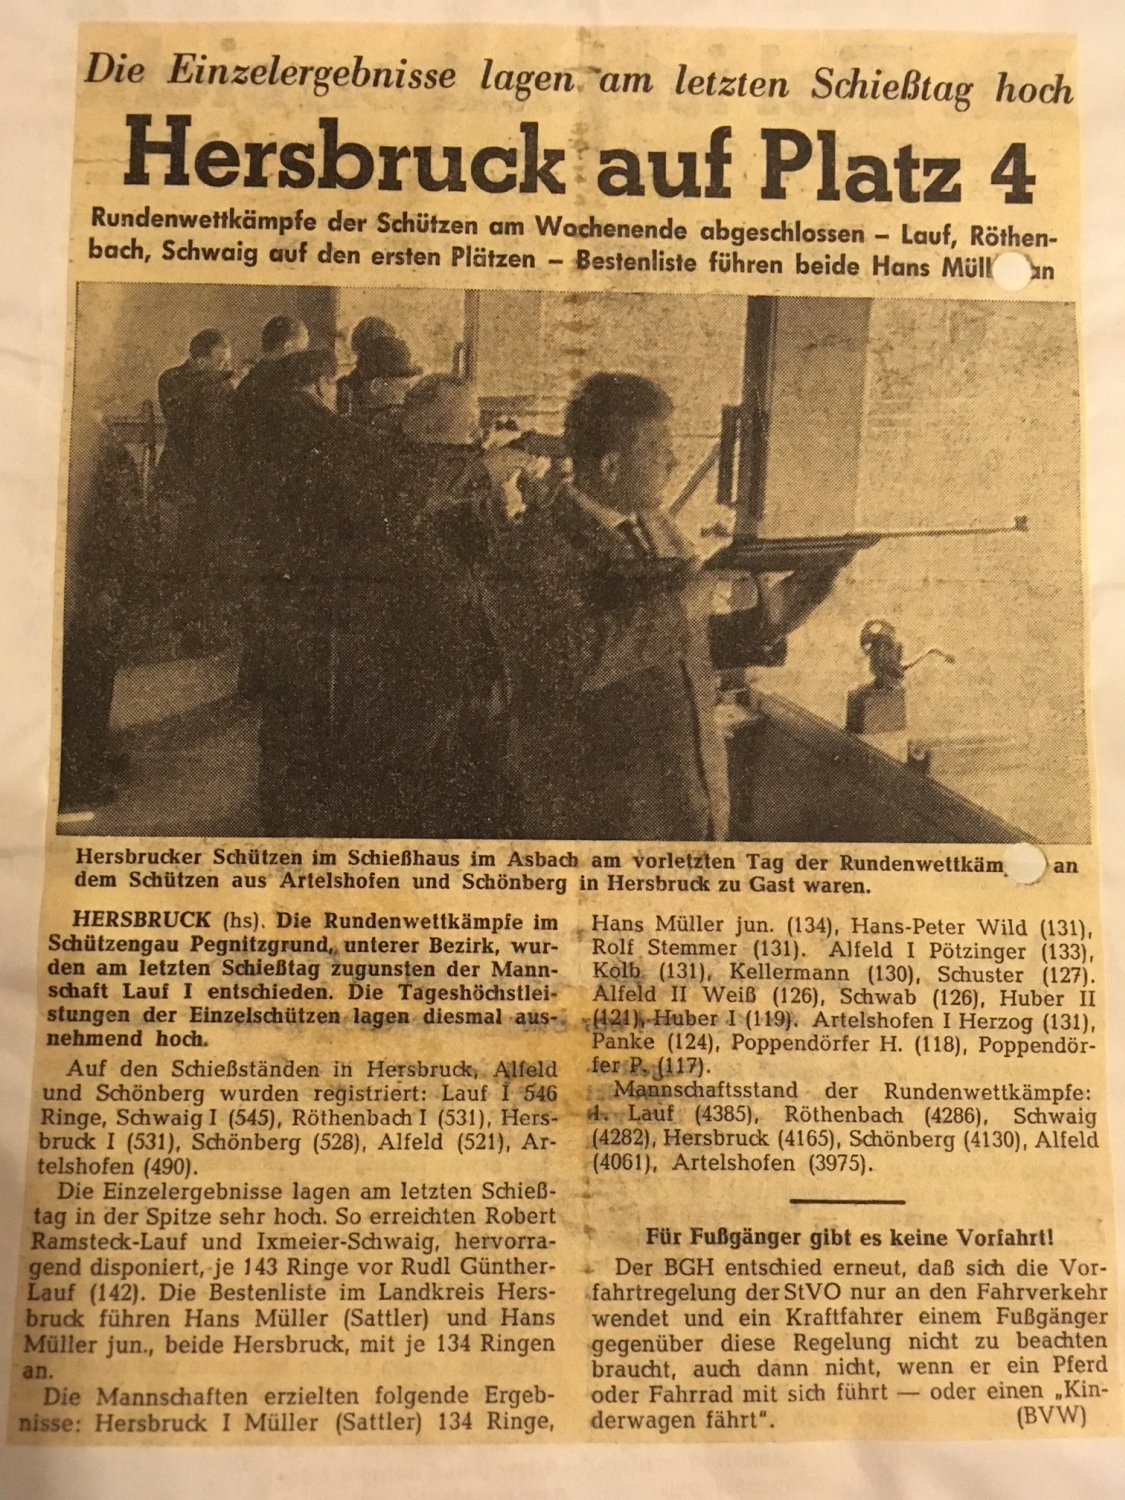 Die Einzelergebnisse lagen am letzten Schießtag hoch
Hersbruck auf Platz 4
Rundenwettkämpfe der Schützen am Wochenende abgeschlossen – Lauf, Röthen-
bach, Schwaig auf den ersten Plätzen – Bestenliste führen beide Hans Müll an
Hersbrucker Schützen im Schießhaus im Asbach am vorletzten Tag der Rundenwettkäm an
dem Schützen aus Artelshofen und Schönberg in Hersbruck zu Gast waren.
HERSBRUCK (hs). Die Rundenwettkämpfe im
Schützengau Pegnitzgrund, unterer Bezirk, wur-
den am letzten Schießtag zugunsten der Mann-
schaft Lauf I entschieden. Die Tageshöchstlei-
stungen der Einzelschützen lagen diesmal aus-
nehmend hoch.
Auf den Schießständen in Hersbruck, Alfeld
und Schönberg wurden registriert: Lauf I 546
Ringe, Schwaig I (545), Röthenbach I (531), Hers-
bruck I (531), Schönberg (528), Alfeld (521), Ar-
telshofen (490).
Die Einzelergebnisse lagen am letzten Schieß-
tag in der Spitze sehr hoch. So erreichten Robert
Ramsteck-Lauf und Ixmeier-Schwaig, hervorra-
gend disponiert, je 143 Ringe vor Rudl Günther-
Lauf (142). Die Bestenliste im Landkreis Hers-
bruck führen Hans Müller (Sattler) und Hans
Müller jun., beide Hersbruck, mit je 134 Ringen
an.
Die Mannschaften erzielten folgende Ergeb-
nisse: Hersbruck I Müller (Sattler) 134 Ringe,
Hans Müller jun. (134), Hans-Peter Wild (131),
Rolf Stemmer (131). Alfeld I Pötzinger (133),
Kolb (131), Kellermann (130), Schuster (127).
Alfeld II Weiß (126), Schwab (126), Huber II
(121), Huber I (119). Artelshofen I Herzog (131),
Panke (124), Poppendörfer H. (118), Poppendör-
fer P. (117).
Mannschaftsstand der Rundenwettkämpfe:
1. Lauf (4385), Röthenbach (4286), Schwaig
(4282), Hersbruck (4165), Schönberg (4130), Alfeld
(4061), Artelshofen (3975).
Für Fußgänger gibt es keine Vorfahrt!
Der BGH entschied erneut, daß sich die Vor-
fahrtregelung der StVO nur an den Fahrverkehr
wendet und ein Kraftfahrer einem Fußgänger
gegenüber diese Regelung nicht zu beachten
braucht, auch dann nicht, wenn er ein Pferd
oder Fahrrad mit sich führt — oder einen „Kin-
derwagen fährt“. (BVW)